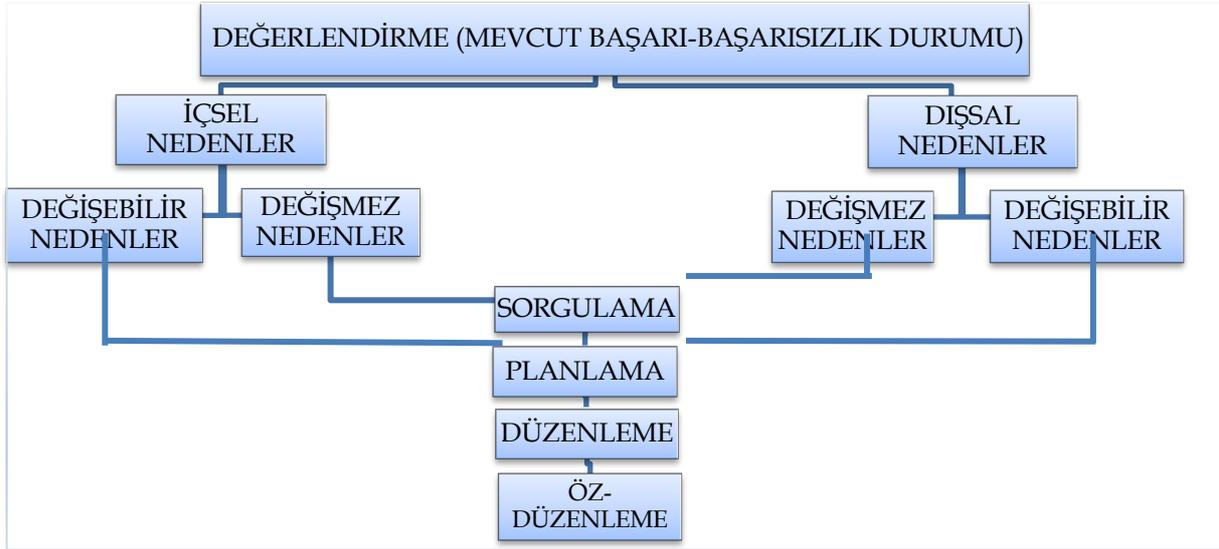 DEĞERLENDİRME (MEVCUT BAŞARI-BAŞARISIZLIK DURUMU)
İÇSEL
NEDENLER
DIŞSAL
NEDENLER
DEĞİŞEBİLİR
NEDENLER
DEĞİŞMEZ
NEDENLER
DEĞİŞMEZ
NEDENLER
DEĞİŞEBİLİR
NEDENLER
SORGULAMA
PLANLAMA
DÜZENLEME
ÖZ-
DÜZENLEME